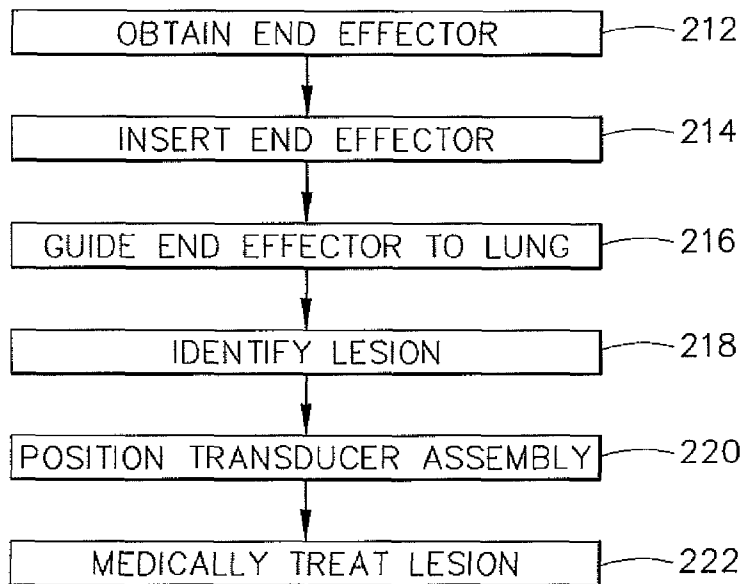 OBTAIN END EFFECTOR 212
INSERT END EFFECTOR 214
GUIDE END EFFECTOR TO LUNG 216
IDENTIFY LESION 218
POSITION TRANSDUCER ASSEMBLY 220
MEDICALLY TREAT LESION 222